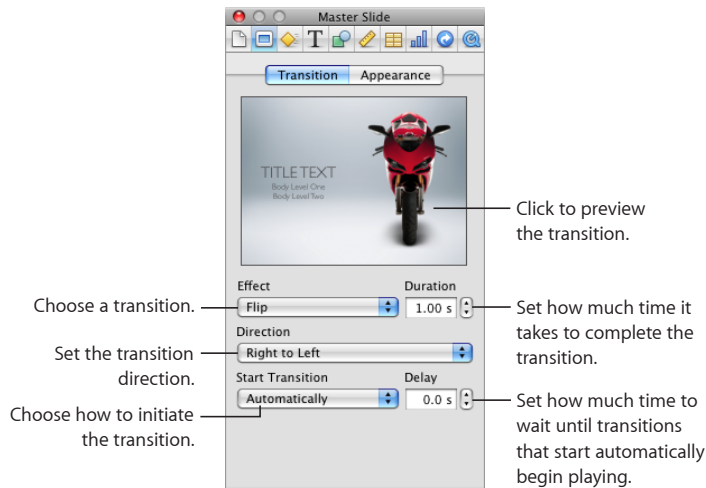 Master Slide
T
Transition
Appearance
TITLE TEXT
Body Level One
Body Level Two
Click to preview
the transition.
Effect
Duration
Choose a transition.
Flip
1.00 s
Set how much time it
takes to complete the
transition.
Direction
Set the transition
direction.
Right to Left
Start Transition
Delay
Choose how to initiate
the transition.
Automatically
0.0 s
Set how much time to
wait until transitions
that start automatically
begin playing.